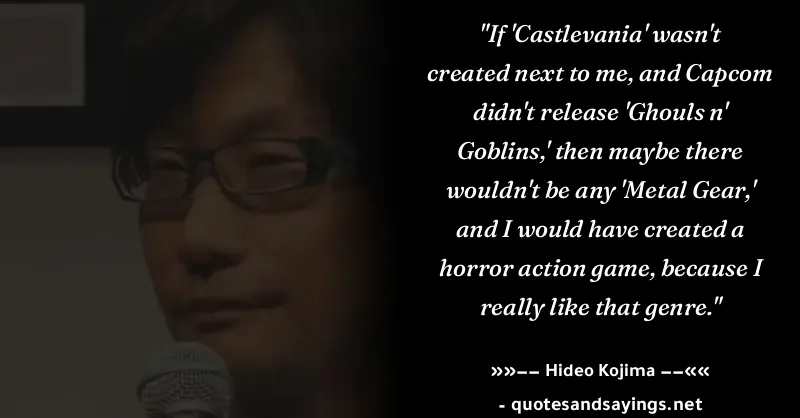 "If 'Castlevania' wasn't
created next to me, and Capcom
didn't release 'Ghouls n'
Goblins,' then maybe there
wouldn't be any 'Metal Gear,'
and I would have created a
horror action game, because I
really like that genre."
»»–– Hideo Kojima ––««
- quotesandsayings.net